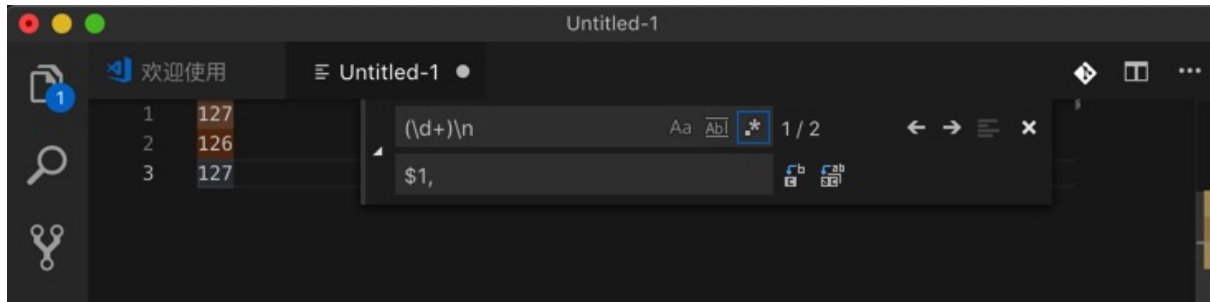 Untitled-1
欢迎使用
Untitled-1
1
1 127
2 126
3 127
(\d+)\n Aa Abl .* 1 / 2
$1,